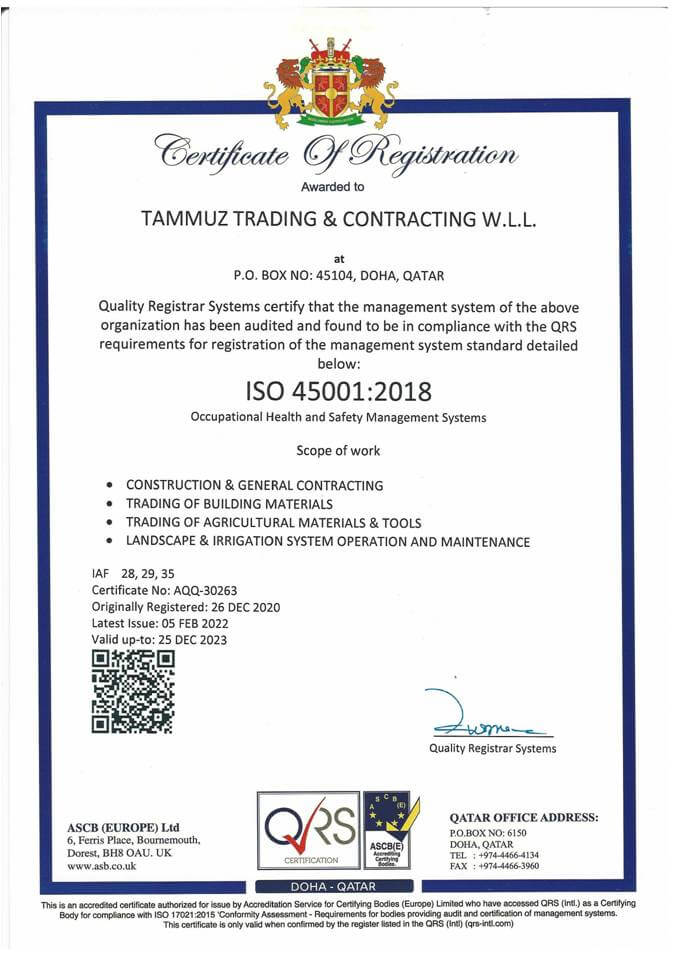 Certificate Of Registration
Awarded to
TAMMUZ TRADING & CONTRACTING W.L.L.
at
P.O. BOX NO: 45104, DOHA, QATAR
Quality Registrar Systems certify that the management system of the above
organization has been audited and found to be in compliance with the QRS
requirements for registration of the management system standard detailed
below:
ISO 45001:2018
Occupational Health and Safety Management Systems
Scope of work
• CONSTRUCTION & GENERAL CONTRACTING
• TRADING OF BUILDING MATERIALS
• TRADING OF AGRICULTURAL MATERIALS & TOOLS
• LANDSCAPE & IRRIGATION SYSTEM OPERATION AND MAINTENANCE
IAF 28, 29, 35
Certificate No: AQQ-30263
Originally Registered: 26 DEC 2020
Latest Issue: 05 FEB 2022
Valid up-to: 25 DEC 2023
Quality Registrar Systems
ASCB (EUROPE) Ltd
6, Ferris Place, Bournemouth,
Dorest, BH8 OAU. UK
www.asb.co.uk
QRS
CERTIFICATION
A S C B (E)
ASCB(E)
Accrediting
Certifying
Bodies.
DOHA - QATAR
QATAR OFFICE ADDRESS:
P.O.BOX NO: 6150
DOHA, QATAR
TEL : +974-4466-4134
FAX : +974-4466-3960
This is an accredited certificate authorized for issue by Accreditation Service for Certifying Bodies (Europe) Limited who have accessed QRS (Intl.) as a Certifying
Body for compliance with ISO 17021:2015 'Conformity Assessment - Requirements for bodies providing audit and certification of management systems.
This certificate is only valid when confirmed by the register listed in the QRS (Intl) (qrs-intl.com)